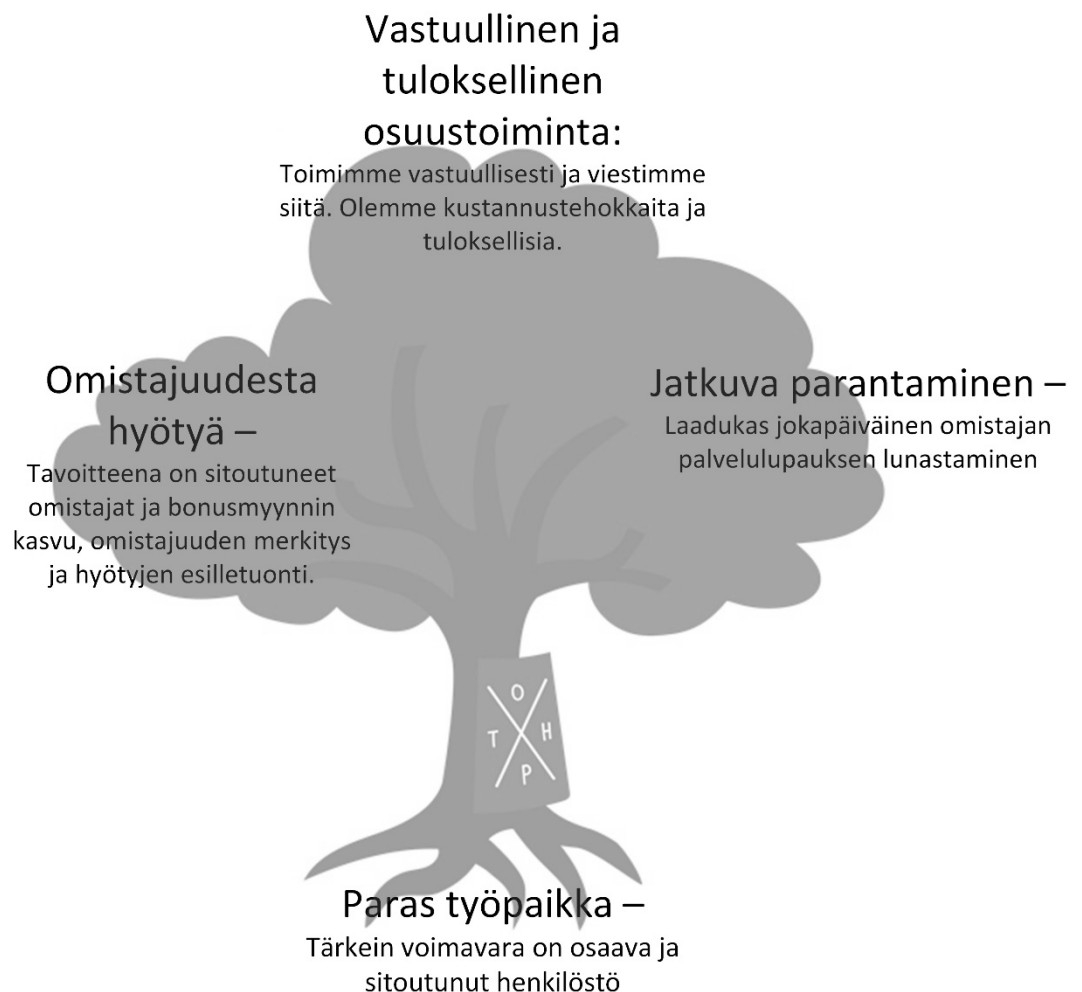 Vastuullinen ja
tuloksellinen
osuustoiminta:
Toimimme vastuullisesti ja viestimme
siitä. Olemme kustannustehokkaita ja
tuloksellisia.
Omistajuudesta
hyötyä –
Tavoitteena on sitoutuneet
omistajat ja bonusmyynnin
kasvu, omistajuuden merkitys
ja hyötyjen esilletuonti.
Jatkuva parantaminen –
Laadukas jokapäiväinen omistajan
palvelulupauksen lunastaminen
O
T H
P
Paras työpaikka –
Tärkein voimavara on osaava ja
sitoutunut henkilöstö